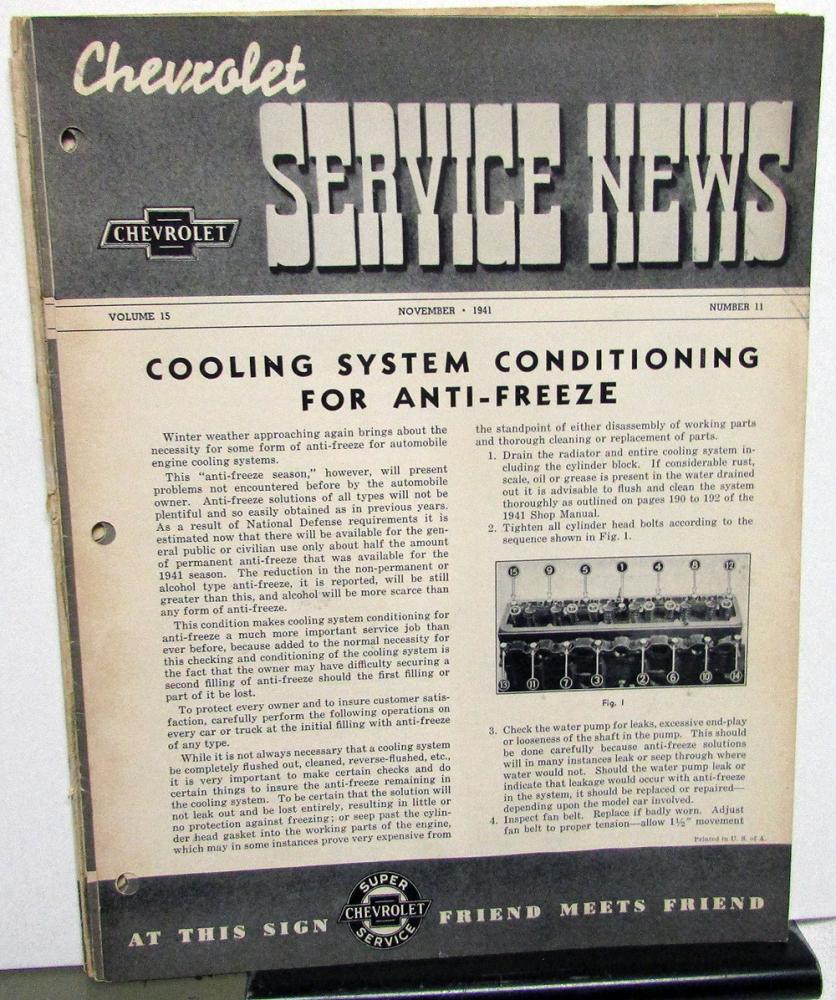 Chevrolet
SERVICE NEWS
CHEVROLET
VOLUME 15
NOVEMBER • 1941
NUMBER 11
COOLING SYSTEM CONDITIONING
FOR ANTI-FREEZE
Winter weather approaching again brings about the
necessity for some form of anti-freeze for automobile
engine cooling systems.
This "anti-freeze season," however, will present
problems not encountered before by the automobile
owner. Anti-freeze solutions of all types will not be
plentiful and so easily obtained as in previous years.
As a result of National Defense requirements it is
estimated now that there will be available for the gen-
eral public or civilian use only about half the amount
of permanent anti-freeze that was available for the
1941 season. The reduction in the non-permanent or
alcohol type anti-freeze, it is reported, will be still
greater than this, and alcohol will be more scarce than
any form of anti-freeze.
This condition makes cooling system conditioning for
anti-freeze a much more important service job than
ever before, because added to the normal necessity for
this checking and conditioning of the cooling system is
the fact that the owner may have difficulty securing a
second filling of anti-freeze should the first filling or
part of it be lost.
To protect every owner and to insure customer satis-
faction, carefully perform the following operations on
every car or truck at the initial filling with anti-freeze
of any type.
While it is not always necessary that a cooling system
be completely flushed out, cleaned, reverse-flushed, etc.,
it is very important to make certain checks and do
certain things to insure the anti-freeze remaining in
the cooling system. To be certain that the solution will
not leak out and be lost entirely, resulting in little or
no protection against freezing; or seep past the cylin-
der head gasket into the working parts of the engine,
which may in some instances prove very expensive from
the standpoint of either disassembly of working parts
and thorough cleaning or replacement of parts.
1. Drain the radiator and entire cooling system in-
cluding the cylinder block. If considerable rust,
scale, oil or grease is present in the water drained
out it is advisable to flush and clean the system
thoroughly as outlined on pages 190 to 192 of the
1941 Shop Manual.
2. Tighten all cylinder head bolts according to the
sequence shown in Fig. 1.
15 9 5 1 4 8 12
13 11 7 3 2 6 10 14
Fig. 1
3. Check the water pump for leaks, excessive end-play
or looseness of the shaft in the pump. This should
be done carefully because anti-freeze solutions
will in many instances leak or seep through where
water would not. Should the water pump leak or
indicate that leakage would occur with anti-freeze
in the system, it should be replaced or repaired—
depending upon the model car involved.
4. Inspect fan belt. Replace if badly worn. Adjust
fan belt to proper tension—allow 1½" movement
Printed in U. S. of A.
AT THIS SIGN
SUPER
CHEVROLET
SERVICE
FRIEND MEETS FRIEND